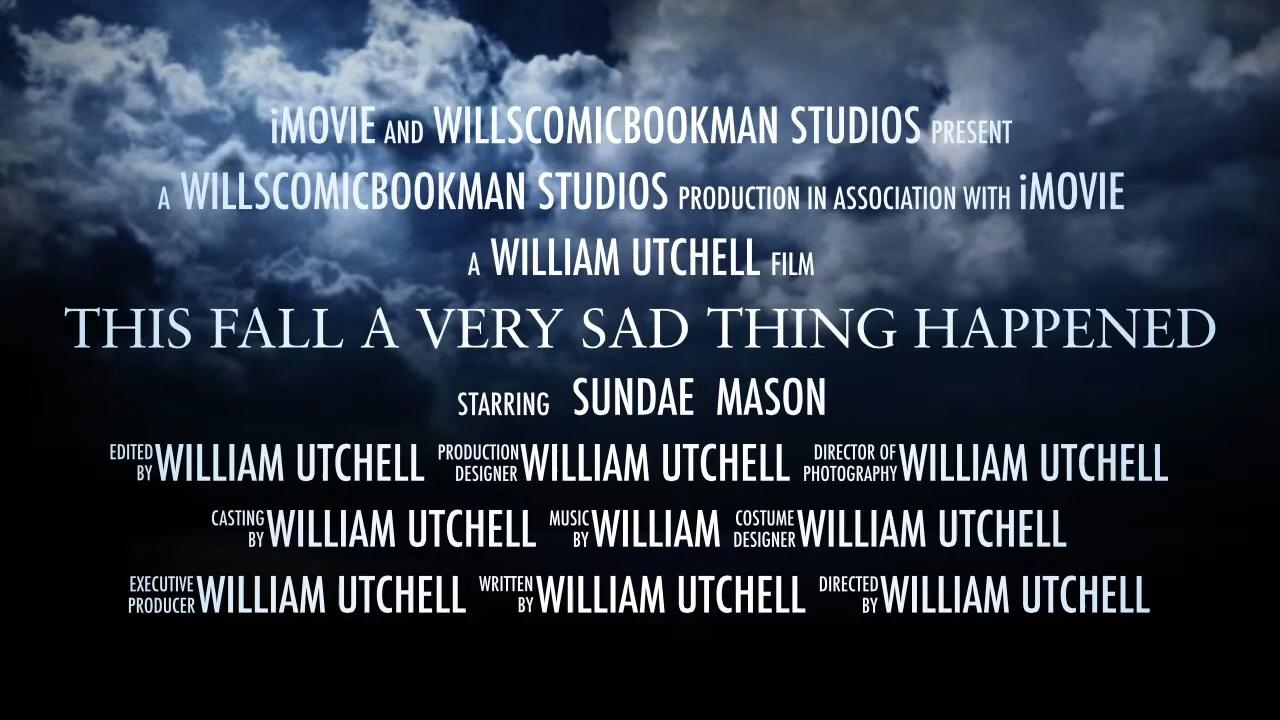 iMOVIE AND WILLSCOMICBOOKMAN STUDIOS PRESENT
A WILLSCOMICBOOKMAN STUDIOS PRODUCTION IN ASSOCIATION WITH iMOVIE
A WILLIAM UTCHELL FILM
THIS FALL A VERY SAD THING HAPPENED
STARRING SUNDAE MASON
EDITED BY WILLIAM UTCHELL PRODUCTION DESIGNER WILLIAM UTCHELL DIRECTOR OF PHOTOGRAPHY WILLIAM UTCHELL
CASTING BY WILLIAM UTCHELL MUSIC BY WILLIAM COSTUME DESIGNER WILLIAM UTCHELL
EXECUTIVE PRODUCER WILLIAM UTCHELL WRITTEN BY WILLIAM UTCHELL DIRECTED BY WILLIAM UTCHELL